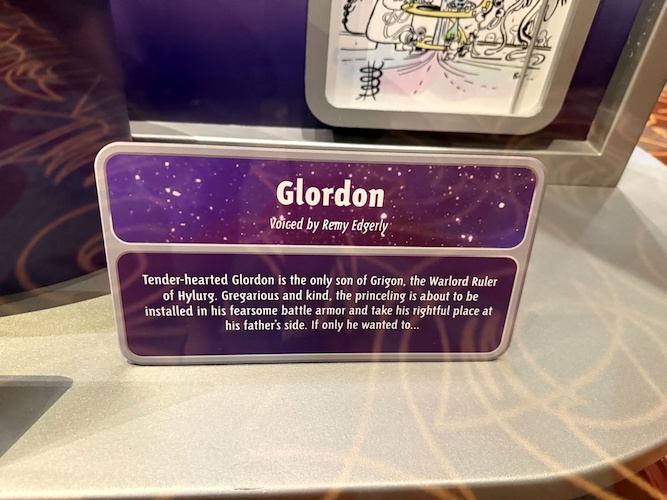 Glordon
Voiced by Remy Edgerly
Tender-hearted Glordon is the only son of Grigon, the Warlord Ruler
of Hylurg. Gregarious and kind, the princeling is about to be
installed in his fearsome battle armor and take his rightful place at
his father's side. If only he wanted to...